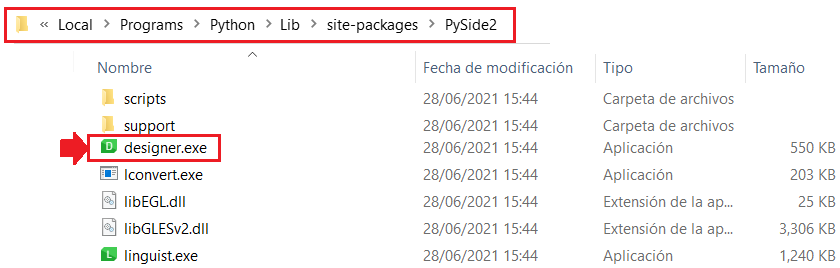 « Local > Programs > Python > Lib > site-packages > PySide2
Nombre Fecha de modificación Tipo Tamaño
scripts 28/06/2021 15:44 Carpeta de archivos
support 28/06/2021 15:44 Carpeta de archivos
D designer.exe 28/06/2021 15:44 Aplicación 550 KB
lconvert.exe 28/06/2021 15:44 Aplicación 203 KB
libEGL.dll 28/06/2021 15:44 Extensión de la ap... 25 KB
libGLESv2.dll 28/06/2021 15:44 Extensión de la ap... 3,306 KB
L linguist.exe 28/06/2021 15:44 Aplicación 1,240 KB